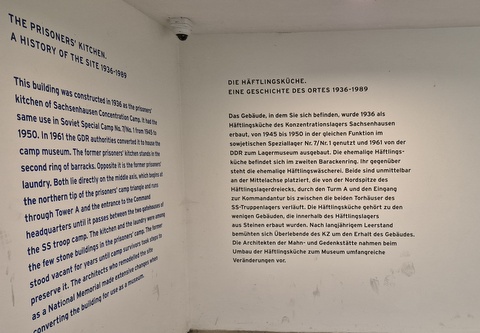 THE PRISONERS' KITCHEN.
A HISTORY OF THE SITE 1936-1989
This building was constructed in 1936 as the prisoners'
kitchen of Sachsenhausen Concentration Camp. It had the
same use in Soviet Special Camp No. 7/No. 1 from 1945 to
1950. In 1961 the GDR authorities converted it to house the
camp museum. The former prisoners' kitchen stands in the
second ring of barracks. Opposite it is the former prisoners'
laundry. Both lie directly on the middle axis, which begins at
the northern tip of the prisoners' camp triangle and runs
through Tower A and the entrance to the Command
headquarters until it passes between the two gatehouses of
the SS troop camp. The kitchen and the laundry were among
the few stone buildings in the prisoners' camp. The former
stood vacant for years until camp survivors took steps to
preserve it. The architects who remodelled the site
as a National Memorial made extensive changes when
converting the building for use as a museum.
DIE HÄFTLINGSKÜCHE.
EINE GESCHICHTE DES ORTES 1936-1989
Das Gebäude, in dem Sie sich befinden, wurde 1936 als
Häftlingsküche des Konzentrationslagers Sachsenhausen
erbaut, von 1945 bis 1950 in der gleichen Funktion im
sowjetischen Speziallager Nr. 7/Nr. 1 genutzt und 1961 von der
DDR zum Lagermuseum ausgebaut. Die ehemalige Häftlings-
küche befindet sich im zweiten Barackenring. Ihr gegenüber
steht die ehemalige Häftlingswäscherei. Beide sind unmittelbar
an der Mittelachse platziert, die von der Nordspitze des
Häftlingslagerdreiecks, durch den Turm A und den Eingang
zur Kommandantur bis zwischen die beiden Torhäuser des
SS-Truppenlagers verläuft. Die Häftlingsküche gehört zu den
wenigen Gebäuden, die innerhalb des Häftlingslagers
aus Steinen erbaut wurden. Nach langjährigem Leerstand
bemühten sich Überlebende des KZ um den Erhalt des Gebäudes.
Die Architekten der Mahn- und Gedenkstätte nahmen beim
Umbau der Häftlingsküche zum Museum umfangreiche
Veränderungen vor.